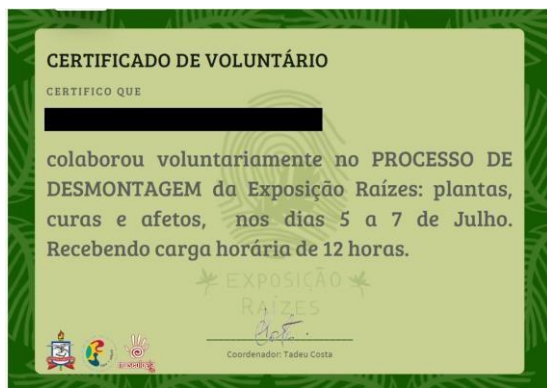 CERTIFICADO DE VOLUNTÁRIO
CERTIFICO QUE
colaborou voluntariamente no PROCESSO DE
DESMONTAGEM da Exposição Raízes: plantas,
curas e afetos, nos dias 5 a 7 de Julho.
Recebendo carga horária de 12 horas.
EXPOSIÇÃO
RAÍZES
Coordenador: Tadeu Costa